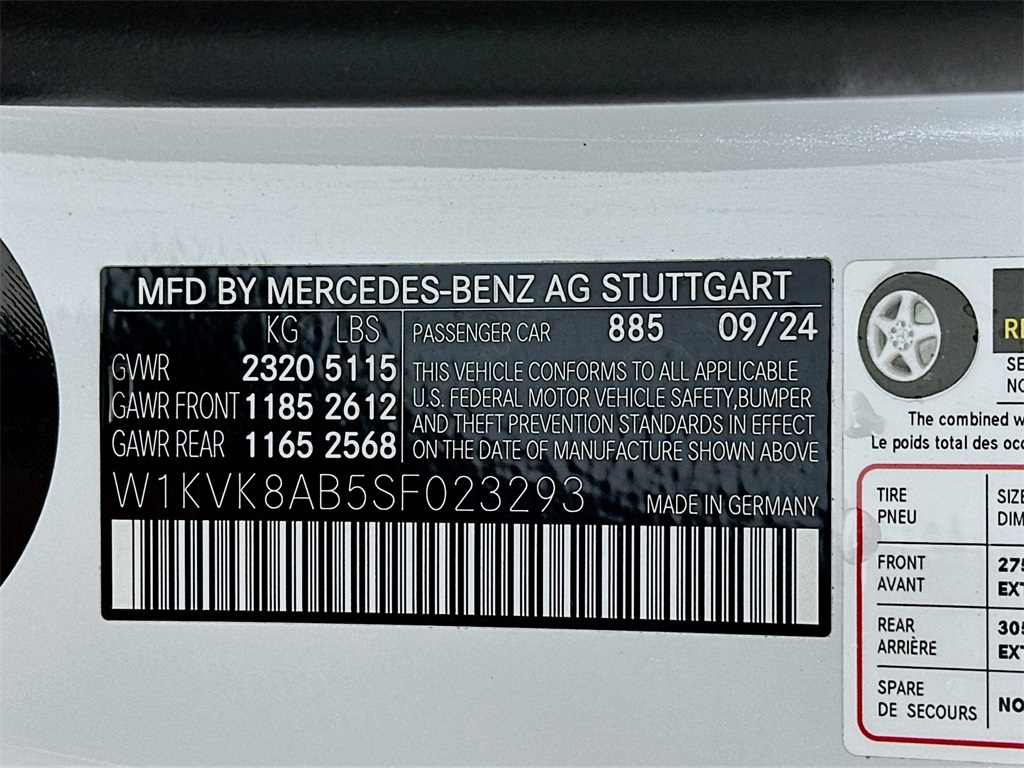 MFD BY MERCEDES-BENZ AG STUTTGART
KG LBS
GVWR 2320 5115
GAWR FRONT 1185 2612
GAWR REAR 1165 2568
PASSENGER CAR 885 09/24
THIS VEHICLE CONFORMS TO ALL APPLICABLE
U.S. FEDERAL MOTOR VEHICLE SAFETY, BUMPER
AND THEFT PREVENTION STANDARDS IN EFFECT
ON THE DATE OF MANUFACTURE SHOWN ABOVE
W1KVK8AB5SF023293
MADE IN GERMANY
The combined
Le poids total des
TIRE
PNEU
FRONT
AVANT
REAR
ARRIÈRE
SPARE
DE SECOURS